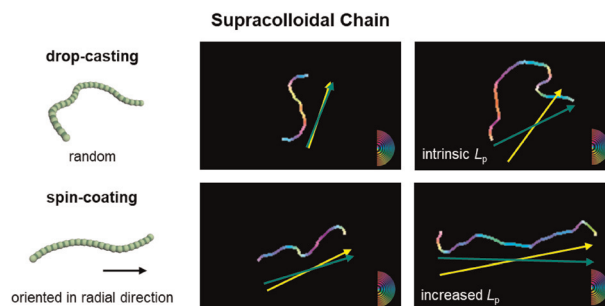 Supracolloidal Chain
drop-casting
random
intrinsic Lp
spin-coating
oriented in radial direction
increased Lp